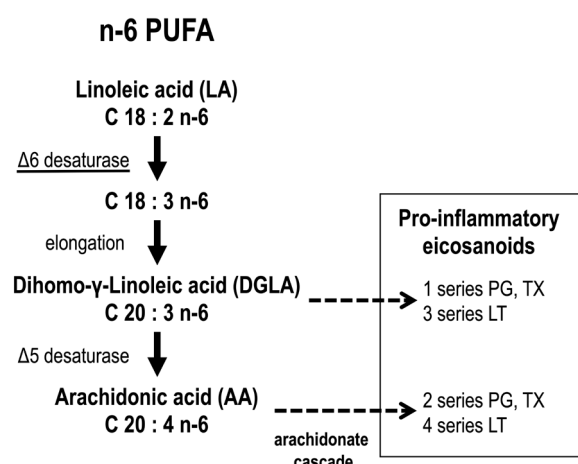 n-6 PUFA
Linoleic acid (LA)
C 18 : 2 n-6
Δ6 desaturase
C 18 : 3 n-6
elongation
Dihomo-γ-Linoleic acid (DGLA)
C 20 : 3 n-6
Δ5 desaturase
Arachidonic acid (AA)
C 20 : 4 n-6
arachidonate
cascade
Pro-inflammatory
eicosanoids
1 series PG, TX
3 series LT
2 series PG, TX
4 series LT